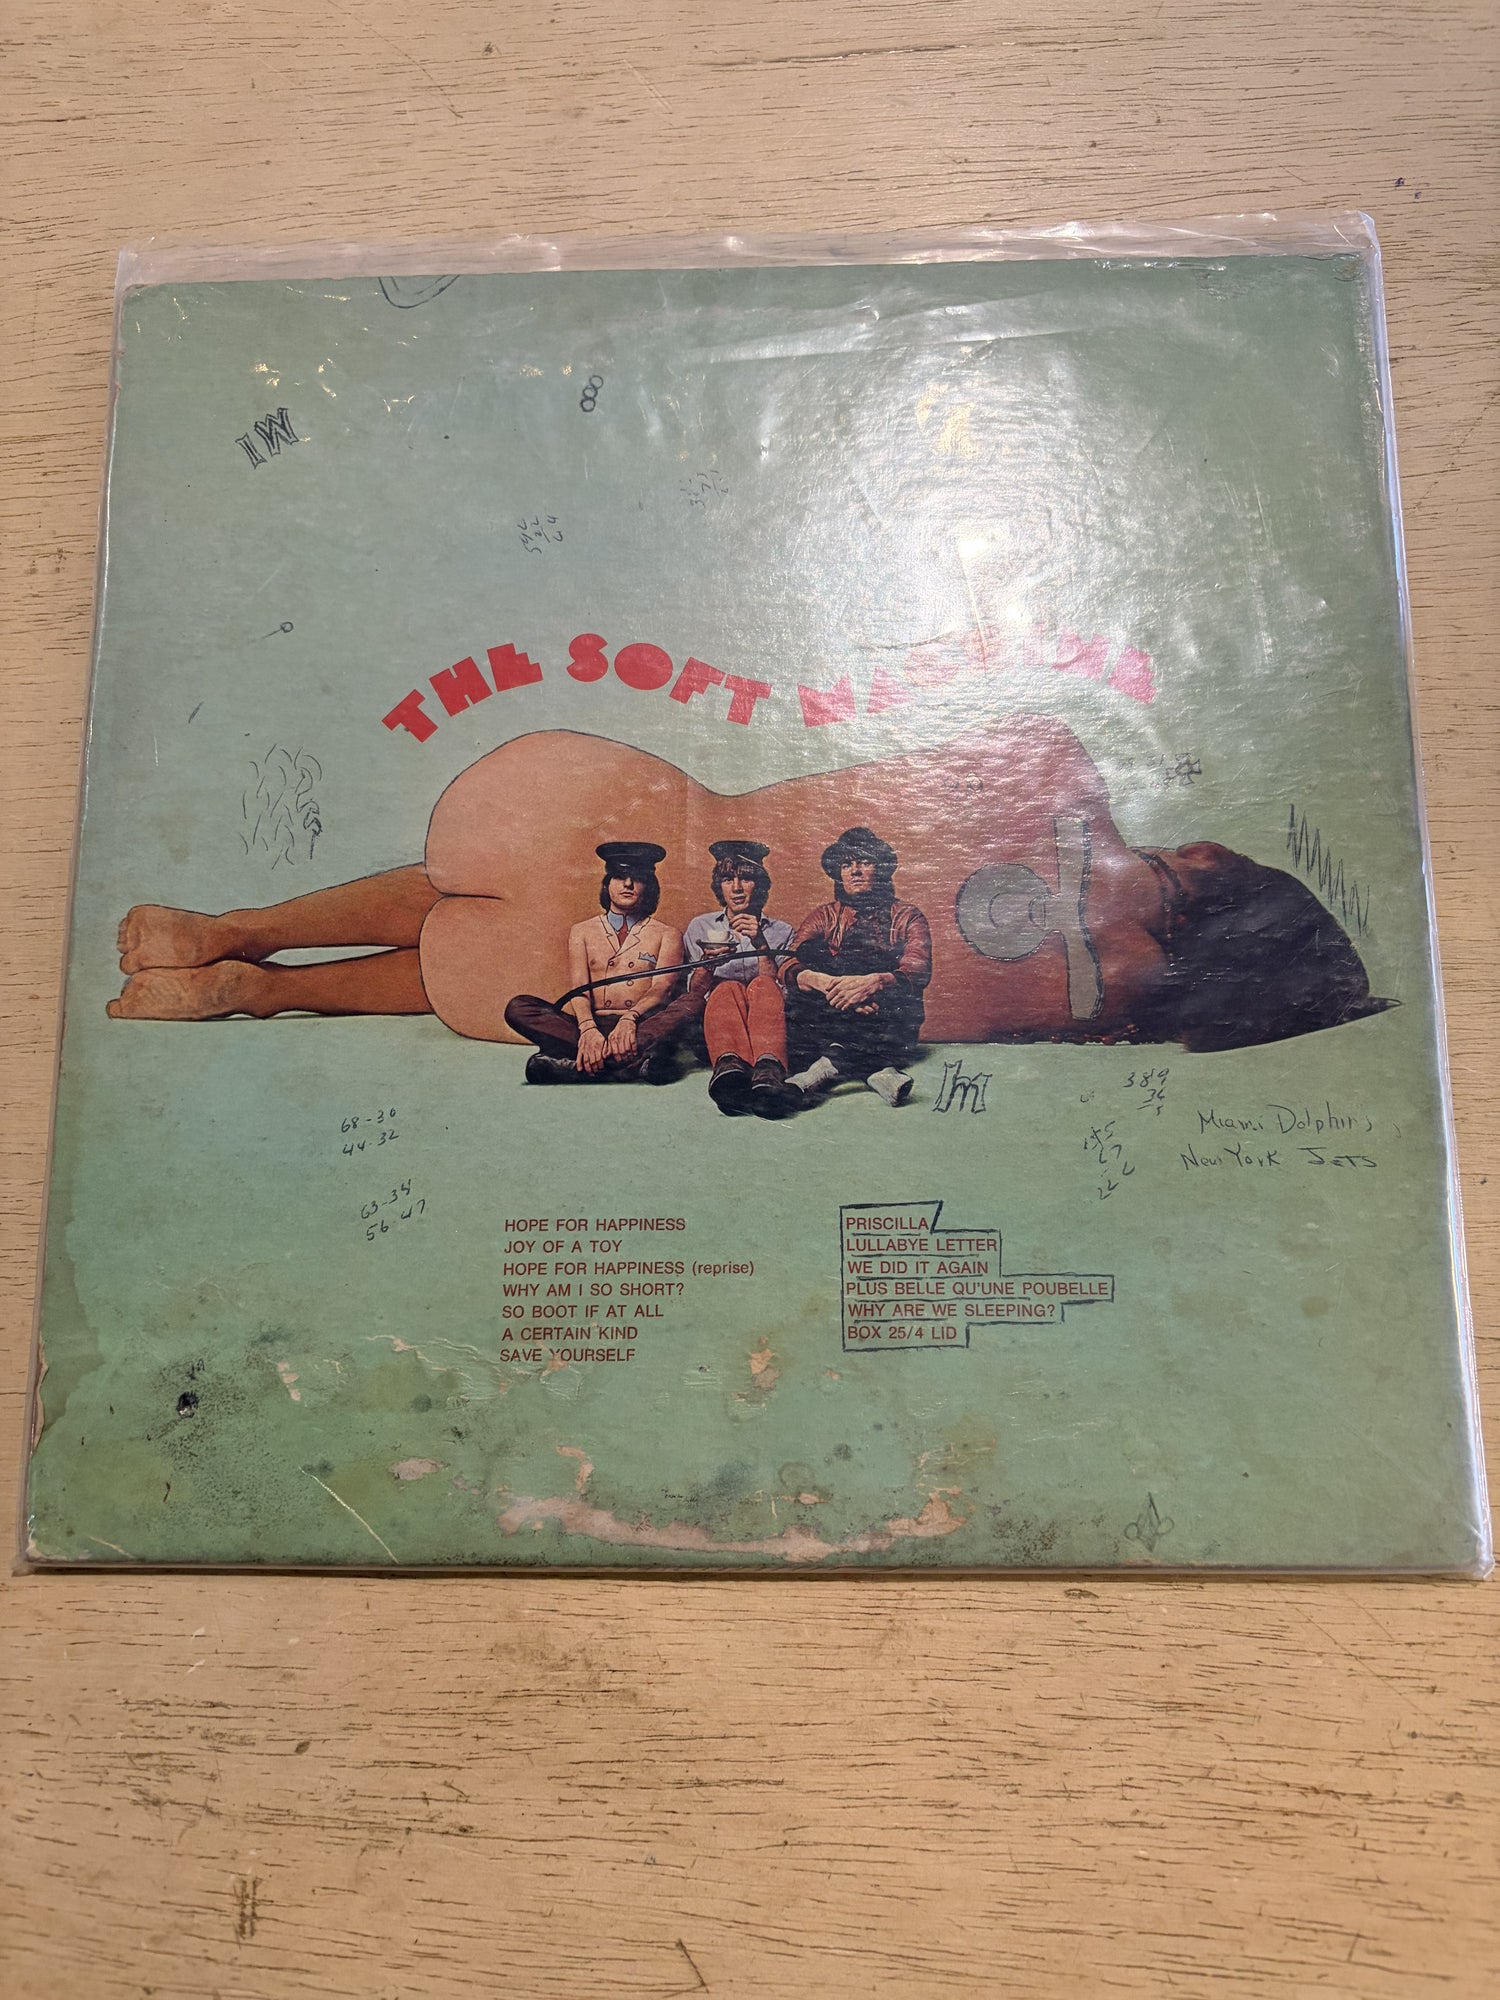 IW
THE SOFT MACHINE
389
36
Miami Dolphins
New York JETS
68-30
44-32
63-38
56-47
HOPE FOR HAPPINESS
JOY OF A TOY
HOPE FOR HAPPINESS (reprise)
WHY AM I SO SHORT?
SO BOOT IF AT ALL
A CERTAIN KIND
SAVE YOURSELF
PRISCILLA
LULLABYE LETTER
WE DID IT AGAIN
PLUS BELLE QU'UNE POUBELLE
WHY ARE WE SLEEPING?
BOX 25/4 LID